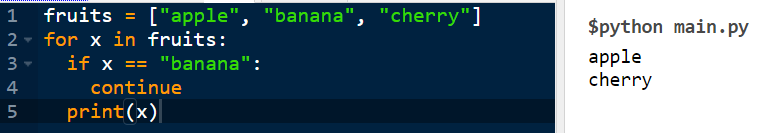 1 fruits = ["apple", "banana", "cherry"]
2 for x in fruits:
3   if x == "banana":
4     continue
5   print(x)
$python main.py
apple
cherry